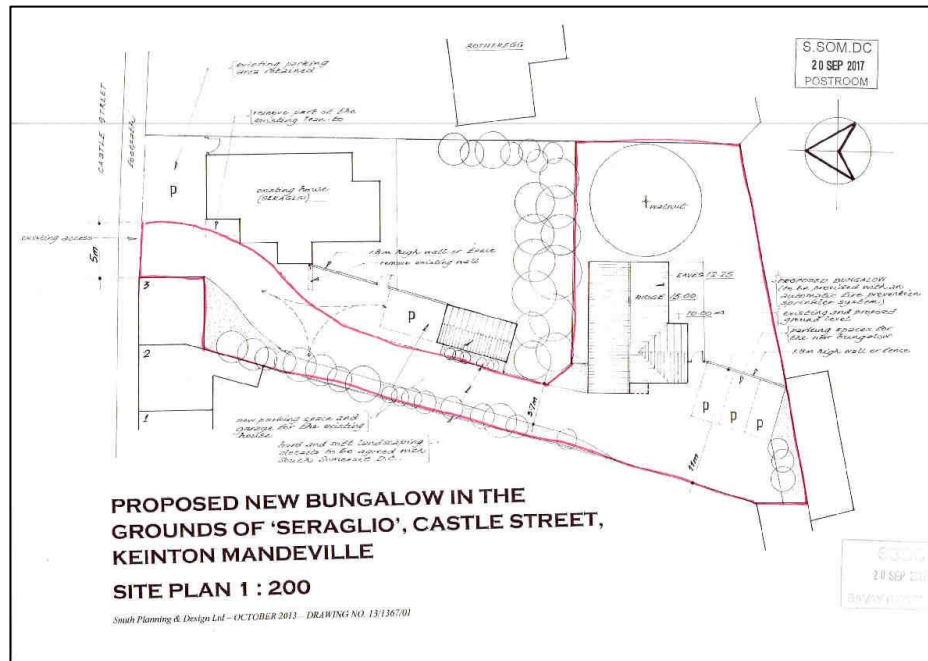 ROTHEREGG
S.SOM.DC
20 SEP 2017
POSTROOM
existing parking
area retained
remove part of the
existing lean-to
CASTLE STREET
footpath
P
existing house
(SERAGLIO)
existing access
5m
1.8m high wall or fence
remove existing wall
P
walnut
EAVES 12.25
RIDGE 15.00
10.00
PROPOSED BUNGALOW
(to be provided with an
automatic fire prevention
sprinkler system)
existing and proposed
ground level
parking spaces for
the new bungalow
1.8m high wall or fence
3
2
1
new parking space and
garage for the existing
house
hard and soft landscaping
details to be agreed with
South Somerset D.C.
3.7m
11m
P
P
P
PROPOSED NEW BUNGALOW IN THE
GROUNDS OF ‘SERAGLIO’, CASTLE STREET,
KEINTON MANDEVILLE
SITE PLAN 1 : 200
Smith Planning & Design Ltd – OCTOBER 2013 – DRAWING NO. 13/1367/01
20 SEP 2017